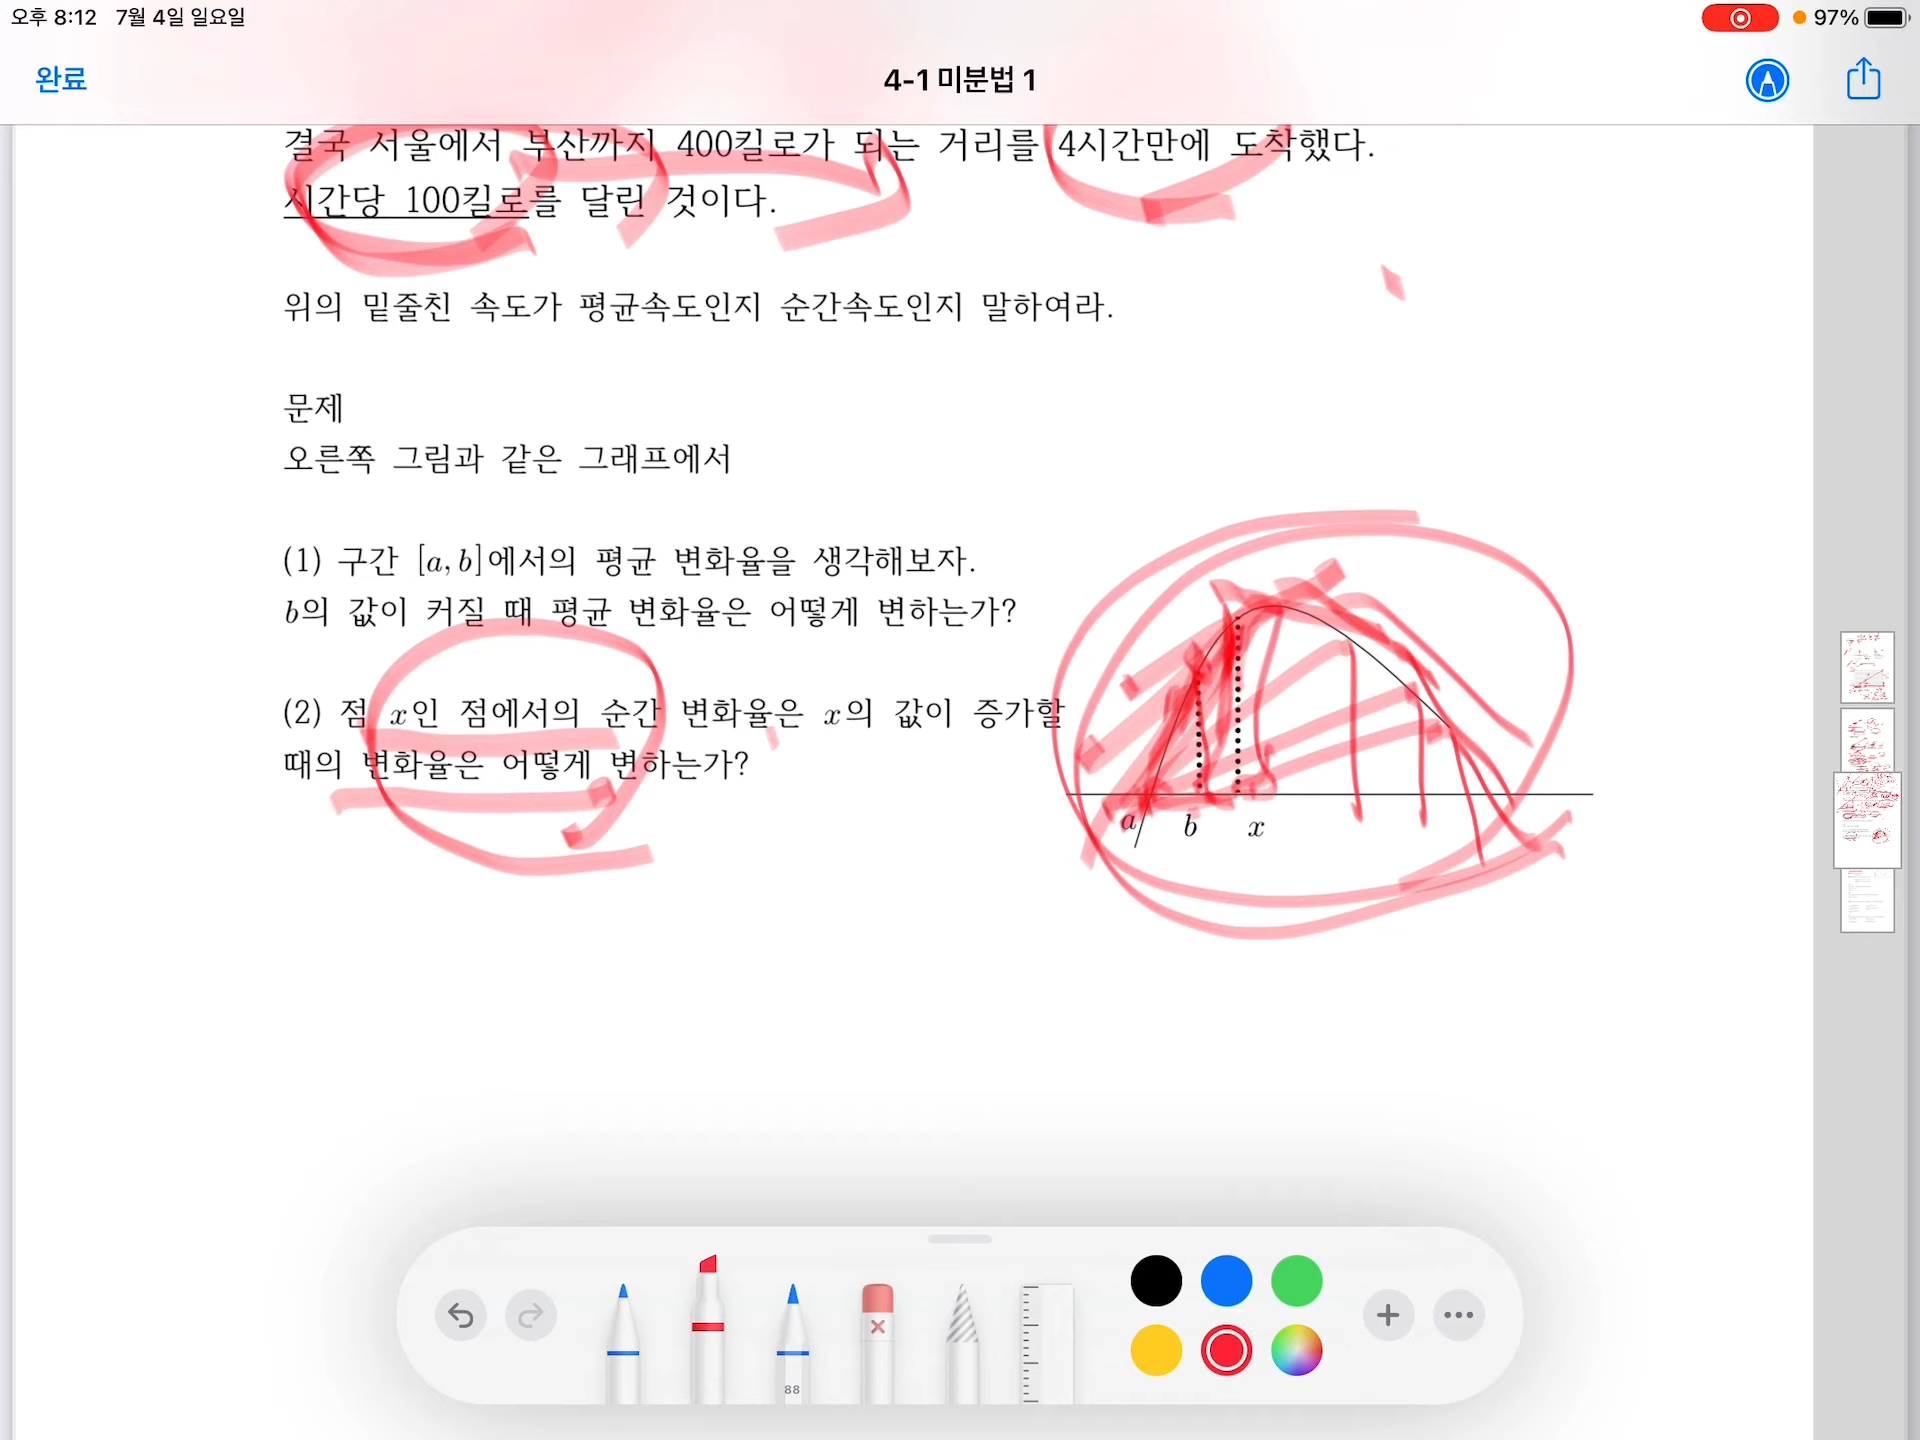 오후 8:12 7월 4일 일요일
97%
완료
4-1 미분법 1
결국 서울에서 부산까지 400킬로가 되는 거리를 4시간만에 도착했다.
시간당 100킬로를 달린 것이다.
위의 밑줄친 속도가 평균속도인지 순간속도인지 말하여라.
문제
오른쪽 그림과 같은 그래프에서
(1) 구간 [a, b]에서의 평균 변화율을 생각해보자.
b의 값이 커질 때 평균 변화율은 어떻게 변하는가?
(2) 점 x인 점에서의 순간 변화율은 x의 값이 증가할
때의 변화율은 어떻게 변하는가?
a b x
88